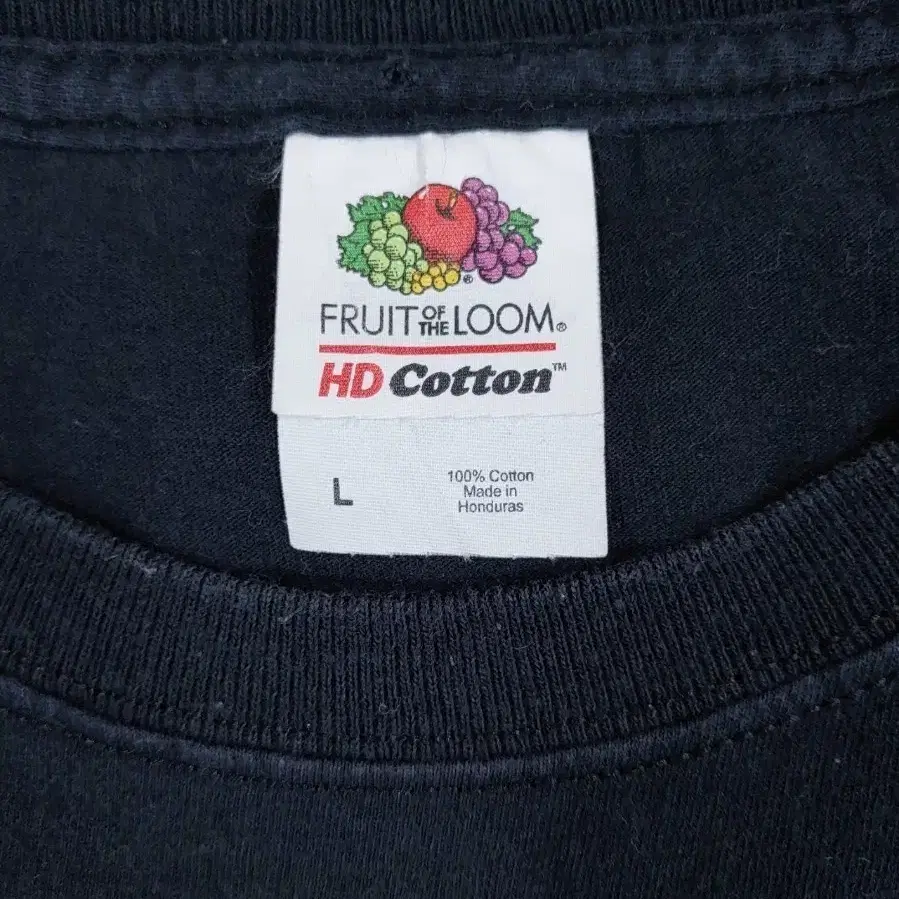 FRUIT OF THE LOOM®
HD Cotton™
L
100% Cotton
Made in
Honduras